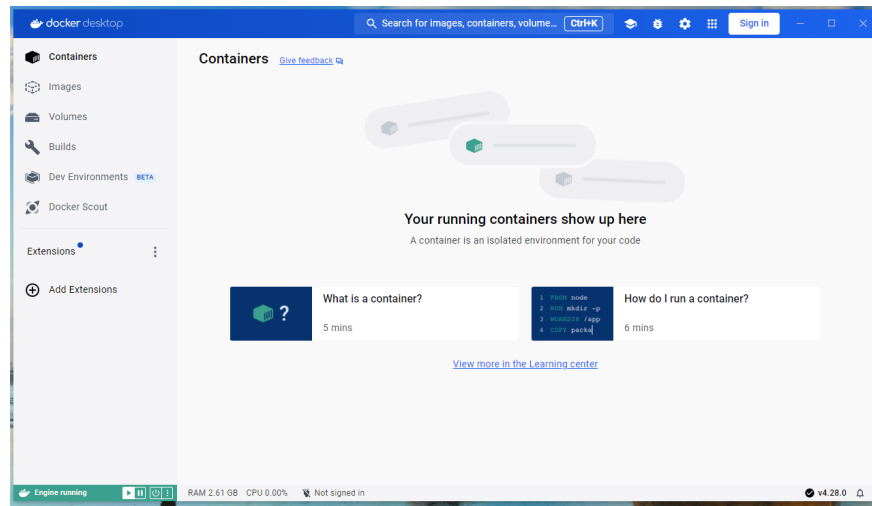 docker desktop
Search for images, containers, volume... Ctrl+K
Sign in
Containers
Images
Volumes
Builds
Dev Environments BETA
Docker Scout
Extensions
Add Extensions
Containers Give feedback
Your running containers show up here
A container is an isolated environment for your code
?
What is a container?
5 mins
1 FROM node
2 RUN mkdir -p
3 WORKDIR /app
4 COPY packa
How do I run a container?
6 mins
View more in the Learning center
Engine running
RAM 2.61 GB CPU 0.00% Not signed in
v4.28.0